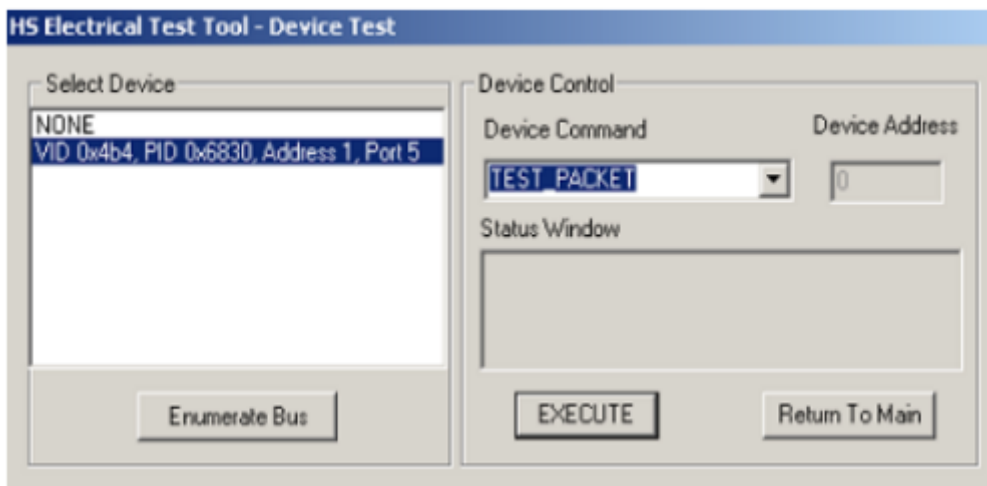 HS Electrical Test Tool - Device Test
Select Device
NONE
VID 0x4b4, PID 0x6830, Address 1, Port 5
Enumerate Bus
Device Control
Device Command
Device Address
TEST_PACKET
0
Status Window
EXECUTE
Return To Main